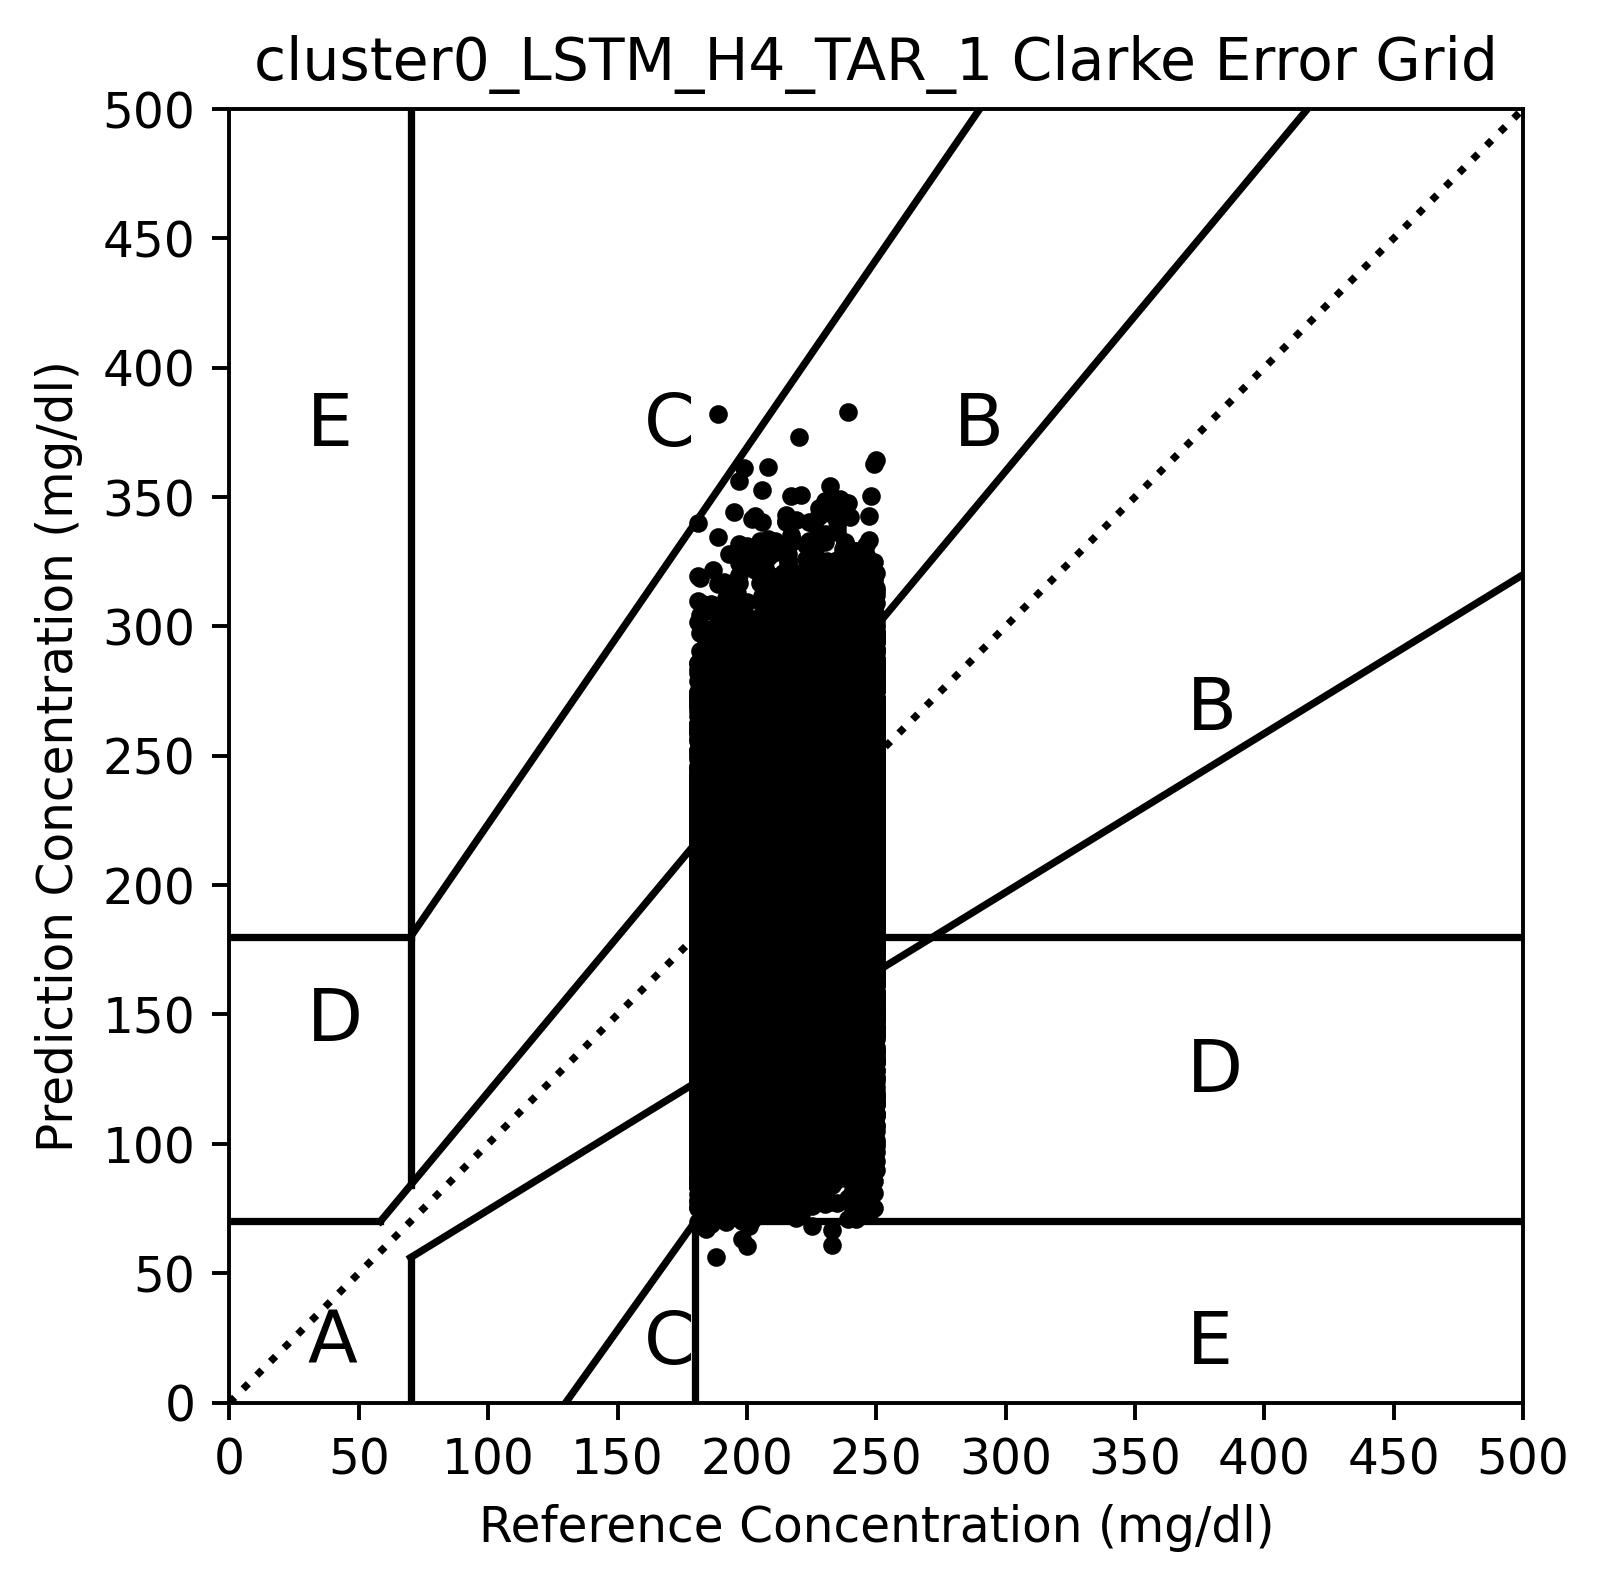 cluster0_LSTM_H4_TAR_1 Clarke Error Grid
500
450
400
350
300
250
200
150
100
50
0
Prediction Concentration (mg/dl)
E
C
B
B
D
D
A
C
E
0 50 100 150 200 250 300 350 400 450 500
Reference Concentration (mg/dl)